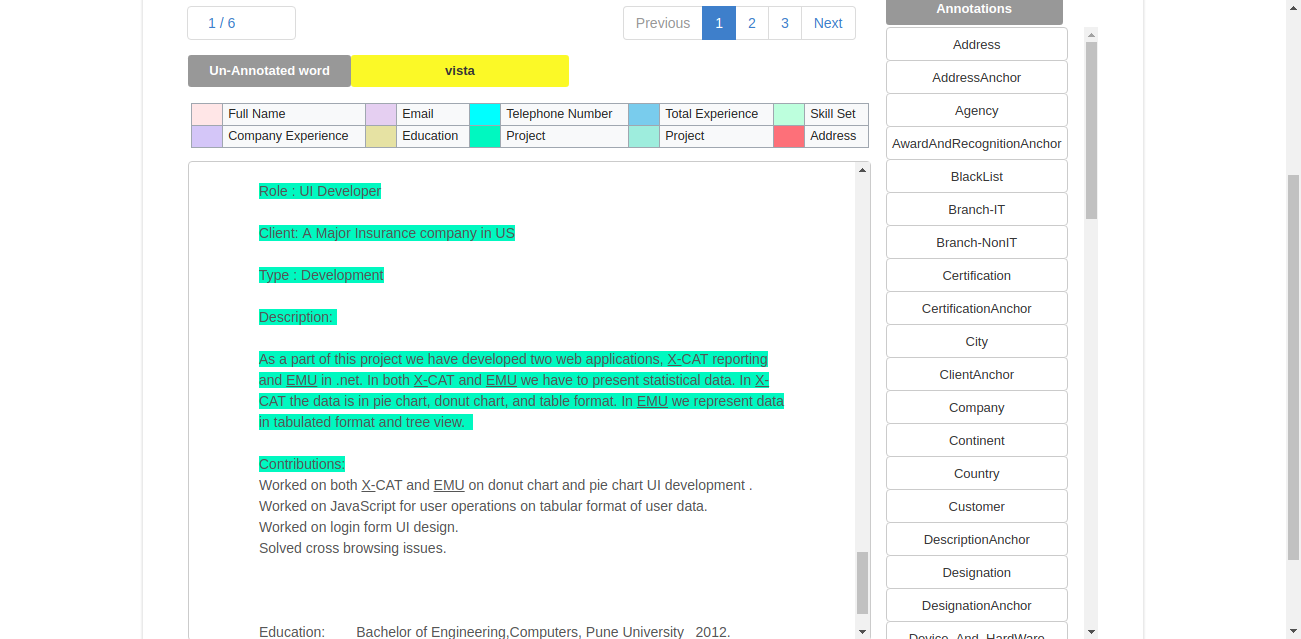 1 / 6
Previous 1 2 3 Next
Un-Annotated word vista
Full Name Email Telephone Number Total Experience Skill Set
Company Experience Education Project Project Address
Role : UI Developer
Client: A Major Insurance company in US
Type : Development
Description:
As a part of this project we have developed two web applications, X-CAT reporting
and EMU in .net. In both X-CAT and EMU we have to present statistical data. In X-
CAT the data is in pie chart, donut chart, and table format. In EMU we represent data
in tabulated format and tree view.
Contributions:
Worked on both X-CAT and EMU on donut chart and pie chart UI development .
Worked on JavaScript for user operations on tabular format of user data.
Worked on login form UI design.
Solved cross browsing issues.
Education: Bachelor of Engineering,Computers, Pune University 2012.
Annotations
Address
AddressAnchor
Agency
AwardAndRecognitionAnchor
BlackList
Branch-IT
Branch-NonIT
Certification
CertificationAnchor
City
ClientAnchor
Company
Continent
Country
Customer
DescriptionAnchor
Designation
DesignationAnchor
Device_And_HardWare